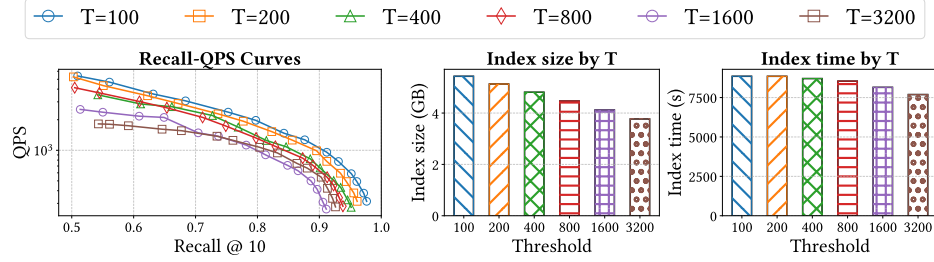 T=100 T=200 T=400 T=800 T=1600 T=3200
Recall-QPS Curves
QPS
10³
0.5 0.6 0.7 0.8 0.9 1.0
Recall @ 10
Index size by T
Index size (GB)
4
2
0
100 200 400 800 1600 3200
Threshold
Index time by T
Index time (s)
7500
5000
2500
0
100 200 400 800 1600 3200
Threshold